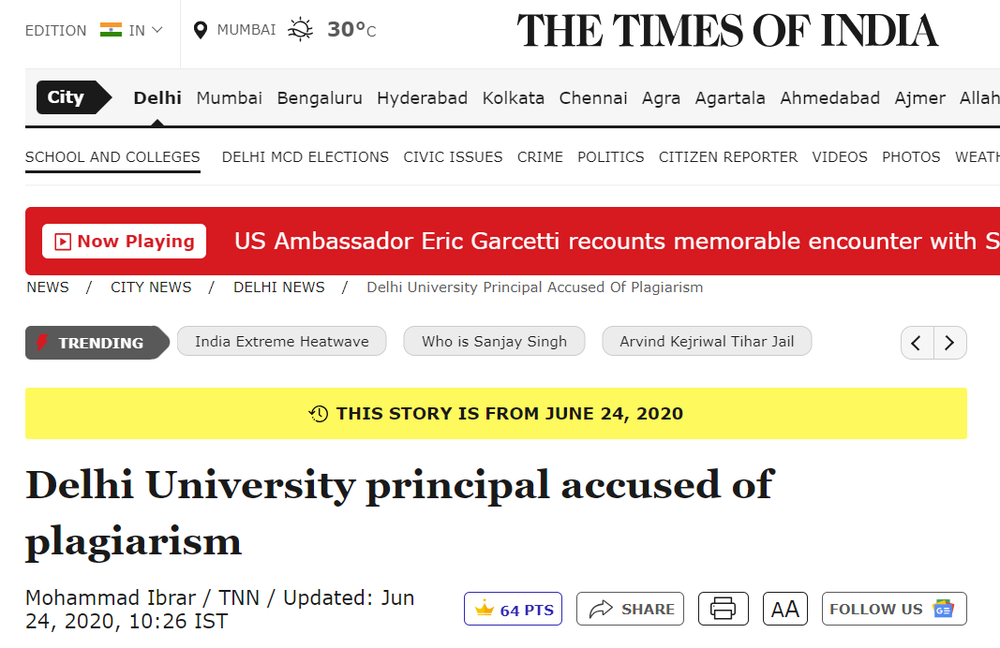 EDITION IN MUMBAI 30°C THE TIMES OF INDIA
City Delhi Mumbai Bengaluru Hyderabad Kolkata Chennai Agra Agartala Ahmedabad Ajmer Allah
SCHOOL AND COLLEGES DELHI MCD ELECTIONS CIVIC ISSUES CRIME POLITICS CITIZEN REPORTER VIDEOS PHOTOS WEATH
Now Playing US Ambassador Eric Garcetti recounts memorable encounter with S
NEWS / CITY NEWS / DELHI NEWS / Delhi University Principal Accused Of Plagiarism
TRENDING India Extreme Heatwave Who is Sanjay Singh Arvind Kejriwal Tihar Jail
THIS STORY IS FROM JUNE 24, 2020
Delhi University principal accused of
plagiarism
Mohammad Ibrar / TNN / Updated: Jun
24, 2020, 10:26 IST
64 PTS SHARE AA FOLLOW US GE